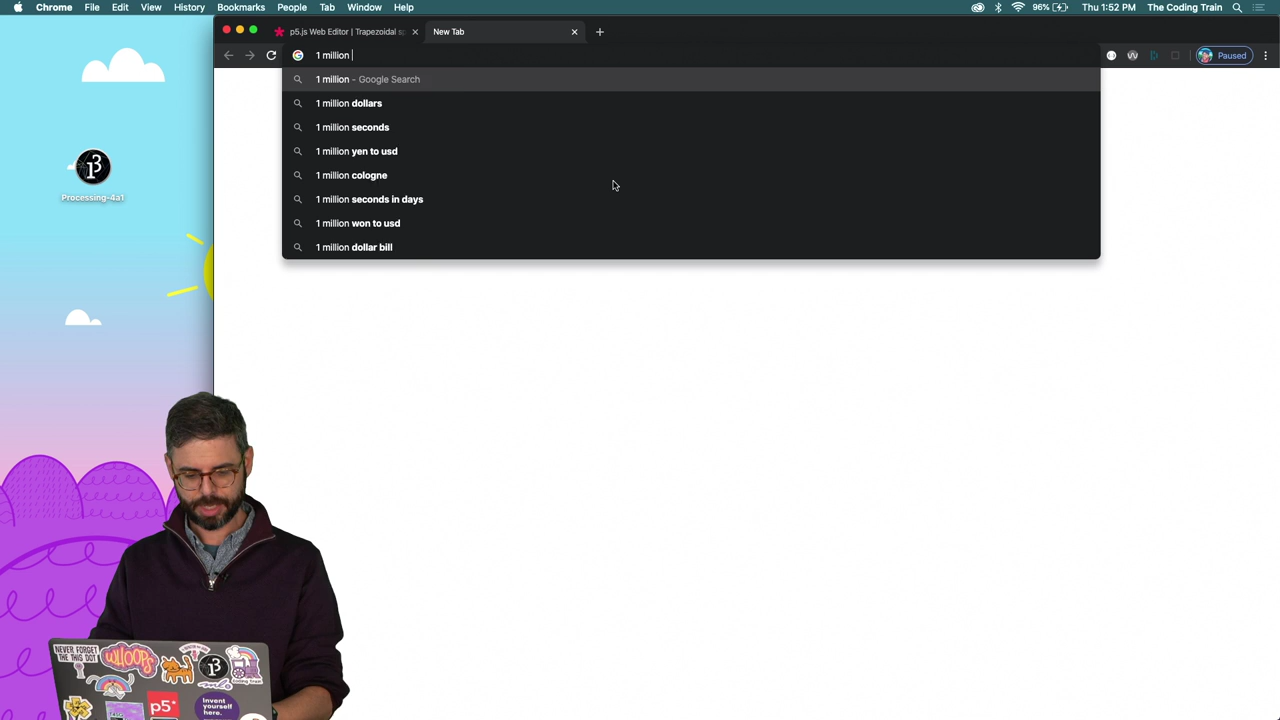 Chrome File Edit View History Bookmarks People Tab Window Help 96% Thu 1:52 PM The Coding Train
p5.js Web Editor | Trapezoidal sp New Tab
1 million Paused
1 million - Google Search
1 million dollars
1 million seconds
1 million yen to usd
1 million cologne
1 million seconds in days
1 million won to usd
1 million dollar bill
Processing-4a1
NEVER FORGET
THE THIS DOT
WHOOPS
Coding Train
p5*
Invent
yourself
here.